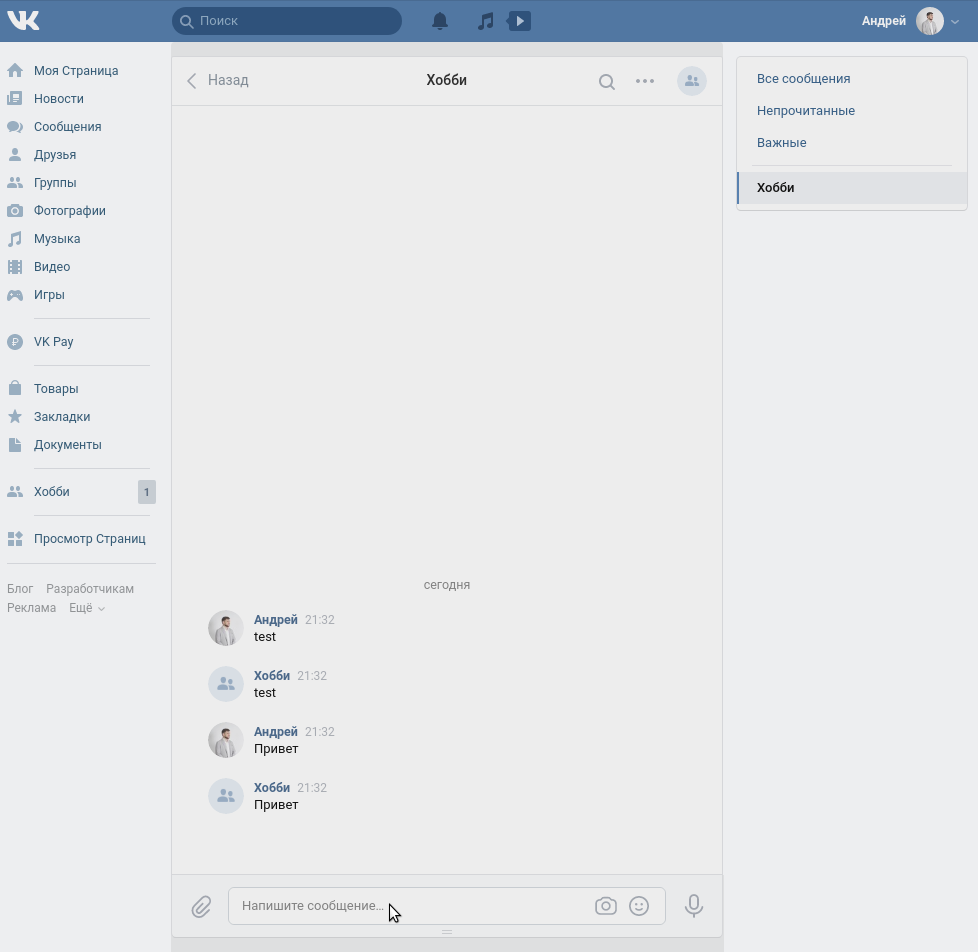 Поиск
Андрей
Моя Страница
Новости
Сообщения
Друзья
Группы
Фотографии
Музыка
Видео
Игры
VK Pay
Товары
Закладки
Документы
Хобби 1
Просмотр Страниц
Блог Разработчикам
Реклама Ещё
Назад Хобби
сегодня
Андрей 21:32
test
Хобби 21:32
test
Андрей 21:32
Привет
Хобби 21:32
Привет
Напишите сообщение...
Все сообщения
Непрочитанные
Важные
Хобби